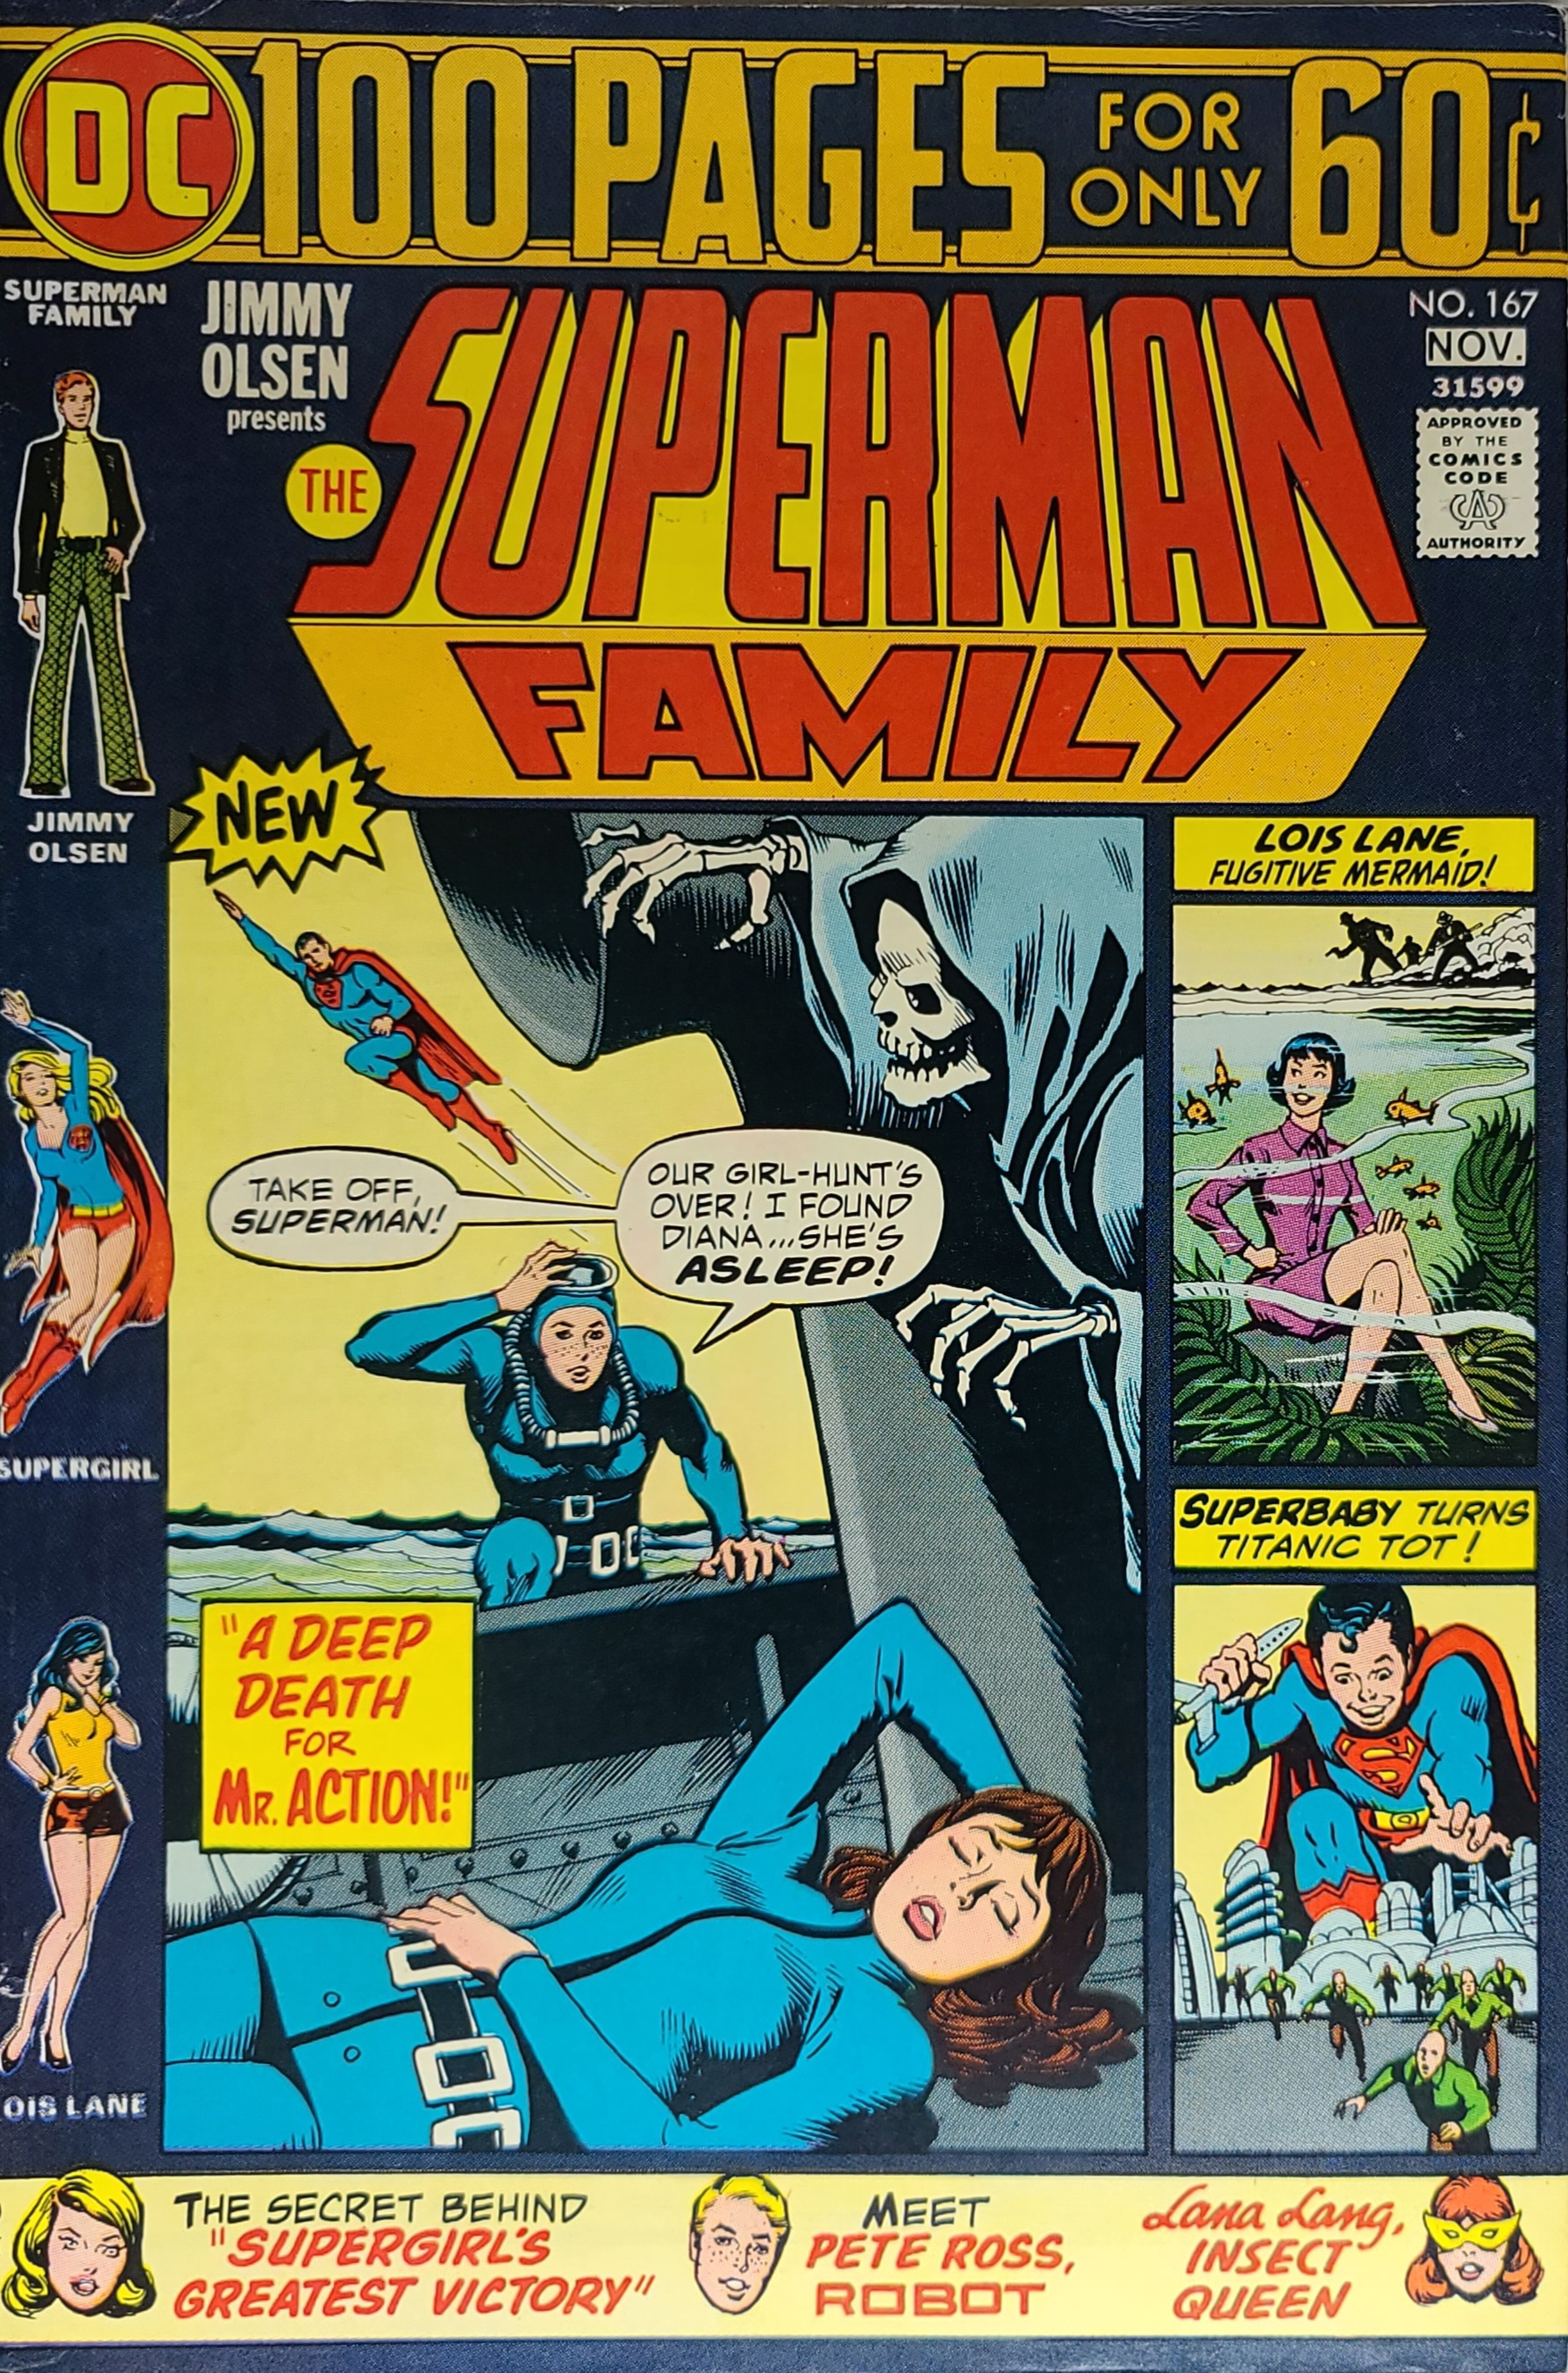 DC
100 PAGES FOR ONLY 60¢
SUPERMAN
FAMILY
JIMMY
OLSEN
presents
THE
SUPERMAN
FAMILY
NO. 167
NOV.
31599
APPROVED
BY THE
COMICS
CODE
CA
AUTHORITY
JIMMY
OLSEN
SUPERGIRL
OIS LANE
NEW
TAKE OFF,
SUPERMAN!
OUR GIRL-HUNT'S
OVER! I FOUND
DIANA...SHE'S
ASLEEP!
"A DEEP
DEATH
FOR
MR. ACTION!"
LOIS LANE,
FUGITIVE MERMAID!
SUPERBABY TURNS
TITANIC TOT!
THE SECRET BEHIND
"SUPERGIRL'S
GREATEST VICTORY"
MEET
PETE ROSS,
ROBOT
Lana Lang,
INSECT
QUEEN